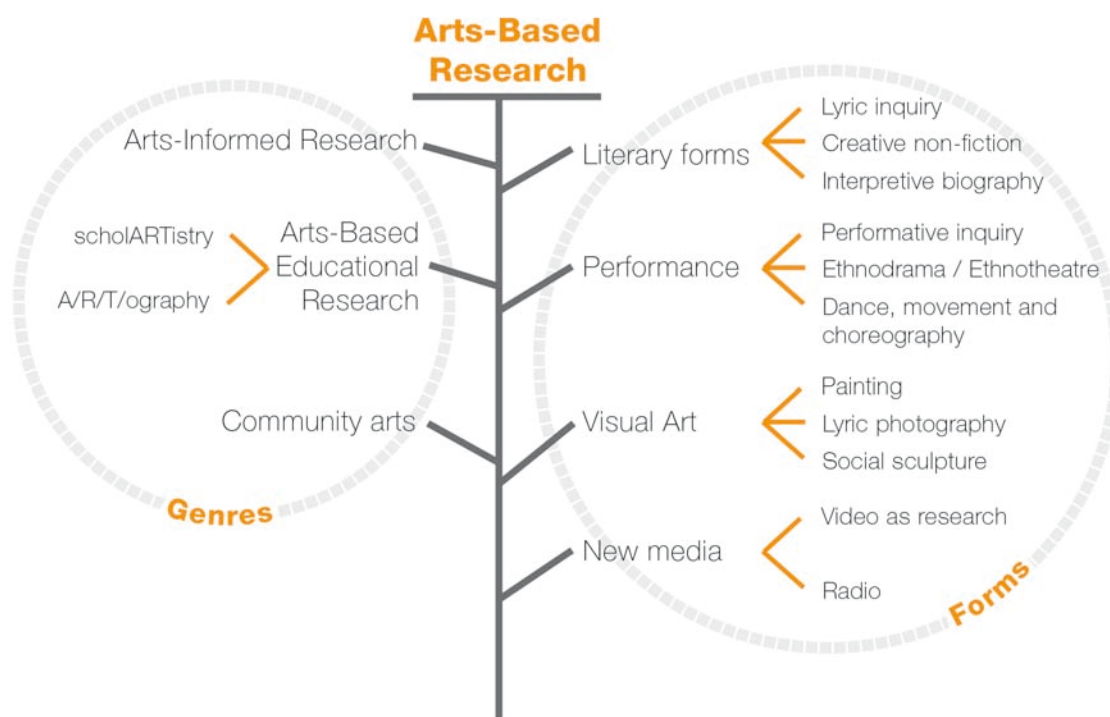 Arts-Based
Research
Arts-Informed Research
scholARTistry
A/R/T/ography
Arts-Based
Educational
Research
Community arts
Genres
Literary forms
Lyric inquiry
Creative non-fiction
Interpretive biography
Performance
Performative inquiry
Ethnodrama / Ethnotheatre
Dance, movement and
choreography
Visual Art
Painting
Lyric photography
Social sculpture
New media
Video as research
Radio
Forms